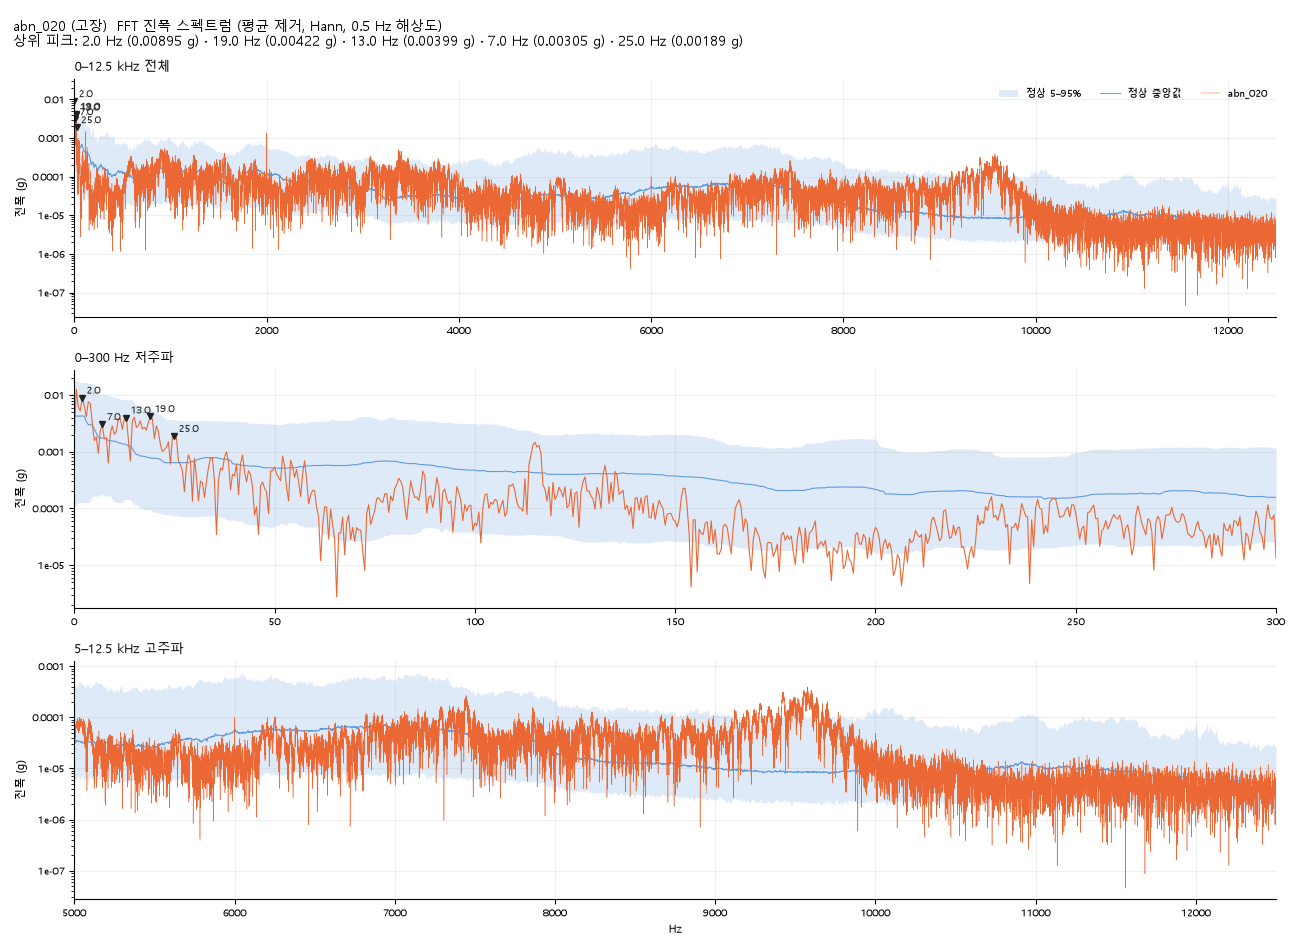 abn_020 (고장)  FFT 진폭 스펙트럼 (평균 제거, Hann, 0.5 Hz 해상도)
상위 피크: 2.0 Hz (0.00895 g) · 19.0 Hz (0.00422 g) · 13.0 Hz (0.00399 g) · 7.0 Hz (0.00305 g) · 25.0 Hz (0.00189 g)
0–12.5 kHz 전체
정상 5–95%
정상 중앙값
abn_020
2.0
19.0
25.0
진폭 (g)
0.01
0.001
0.0001
1e-05
1e-06
1e-07
0 2000 4000 6000 8000 10000 12000
0–300 Hz 저주파
2.0
7.0
13.0
19.0
25.0
진폭 (g)
0.01
0.001
0.0001
1e-05
0 50 100 150 200 250 300
5–12.5 kHz 고주파
진폭 (g)
0.001
0.0001
1e-05
1e-06
1e-07
5000 6000 7000 8000 9000 10000 11000 12000
Hz